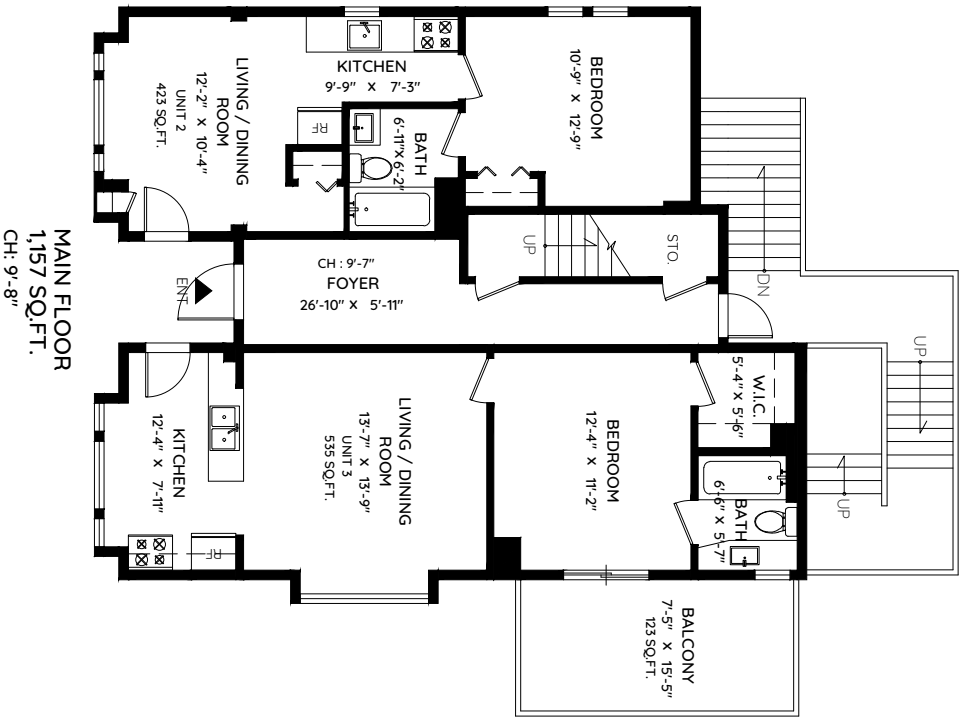 KITCHEN
9'-9" X 7'-3"
LIVING / DINING
ROOM
12'-2" X 10'-4"
UNIT 2
423 SQ.FT.
RF
BATH
6'-11"X 6'-2"
BEDROOM
10'-9" X 12'-9"
UP
STO.
DN
CH : 9'-7"
FOYER
26'-10" X 5'-11"
ENT
MAIN FLOOR
1,157 SQ.FT.
CH: 9'-8"
KITCHEN
12'-4" X 7'-11"
RF
LIVING / DINING
ROOM
13'-7" X 13'-9"
UNIT 3
535 SQ.FT.
BEDROOM
12'-4" X 11'-2"
W.I.C.
5'-4" X 5'-6"
BATH
6'-6" X 5'-7"
UP
UP
BALCONY
7'-5" X 15'-5"
123 SQ.FT.